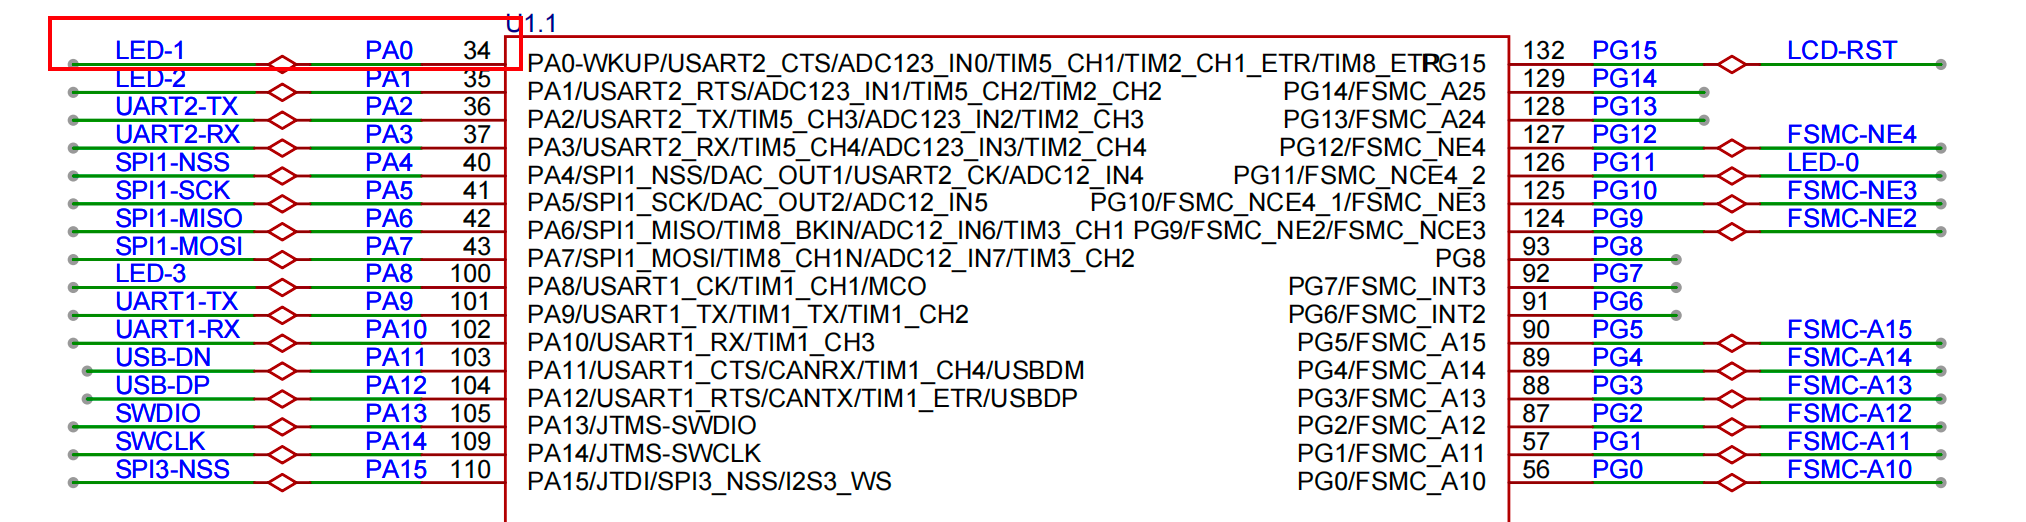 U1.1
LED-1 PA0 34 PA0-WKUP/USART2_CTS/ADC123_IN0/TIM5_CH1/TIM2_CH1_ETR/TIM8_ETR PG15 132 PG15 LCD-RST
LED-2 PA1 35 PA1/USART2_RTS/ADC123_IN1/TIM5_CH2/TIM2_CH2 PG14/FSMC_A25 129 PG14
UART2-TX PA2 36 PA2/USART2_TX/TIM5_CH3/ADC123_IN2/TIM2_CH3 PG13/FSMC_A24 128 PG13
UART2-RX PA3 37 PA3/USART2_RX/TIM5_CH4/ADC123_IN3/TIM2_CH4 PG12/FSMC_NE4 127 PG12 FSMC-NE4
SPI1-NSS PA4 40 PA4/SPI1_NSS/DAC_OUT1/USART2_CK/ADC12_IN4 PG11/FSMC_NCE4_2 126 PG11 LED-0
SPI1-SCK PA5 41 PA5/SPI1_SCK/DAC_OUT2/ADC12_IN5 PG10/FSMC_NCE4_1/FSMC_NE3 125 PG10 FSMC-NE3
SPI1-MISO PA6 42 PA6/SPI1_MISO/TIM8_BKIN/ADC12_IN6/TIM3_CH1 PG9/FSMC_NE2/FSMC_NCE3 124 PG9 FSMC-NE2
SPI1-MOSI PA7 43 PA7/SPI1_MOSI/TIM8_CH1N/ADC12_IN7/TIM3_CH2 PG8 93 PG8
LED-3 PA8 100 PA8/USART1_CK/TIM1_CH1/MCO PG7/FSMC_INT3 92 PG7
UART1-TX PA9 101 PA9/USART1_TX/TIM1_TX/TIM1_CH2 PG6/FSMC_INT2 91 PG6
UART1-RX PA10 102 PA10/USART1_RX/TIM1_CH3 PG5/FSMC_A15 90 PG5 FSMC-A15
USB-DN PA11 103 PA11/USART1_CTS/CANRX/TIM1_CH4/USBDM PG4/FSMC_A14 89 PG4 FSMC-A14
USB-DP PA12 104 PA12/USART1_RTS/CANTX/TIM1_ETR/USBDP PG3/FSMC_A13 88 PG3 FSMC-A13
SWDIO PA13 105 PA13/JTMS-SWDIO PG2/FSMC_A12 87 PG2 FSMC-A12
SWCLK PA14 109 PA14/JTMS-SWCLK PG1/FSMC_A11 57 PG1 FSMC-A11
SPI3-NSS PA15 110 PA15/JTDI/SPI3_NSS/I2S3_WS PG0/FSMC_A10 56 PG0 FSMC-A10